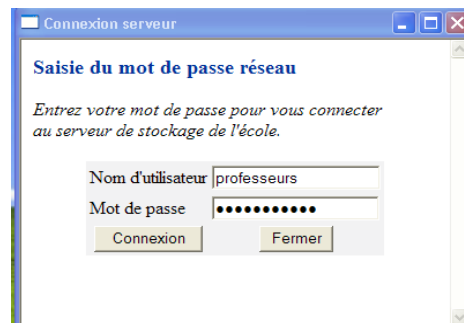 Connexion serveur
Saisie du mot de passe réseau
Entrez votre mot de passe pour vous connecter
au serveur de stockage de l'école.
Nom d'utilisateur professeurs
Mot de passe •••••••••••
Connexion Fermer